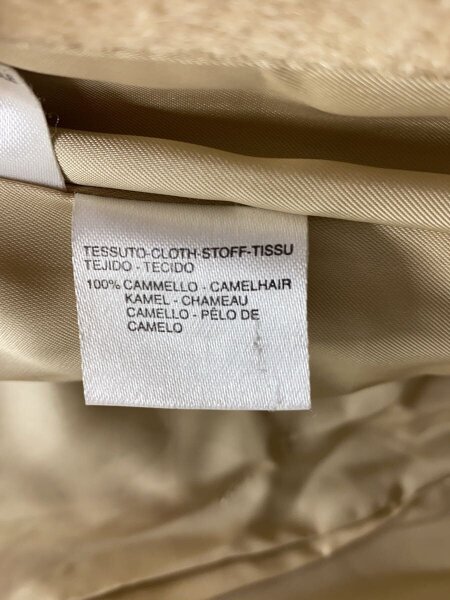 TESSUTO-CLOTH-STOFF-TISSU
TEJIDO - TECIDO
100% CAMMELLO - CAMELHAIR
KAMEL - CHAMEAU
CAMELLO - PÊLO DE
CAMELO